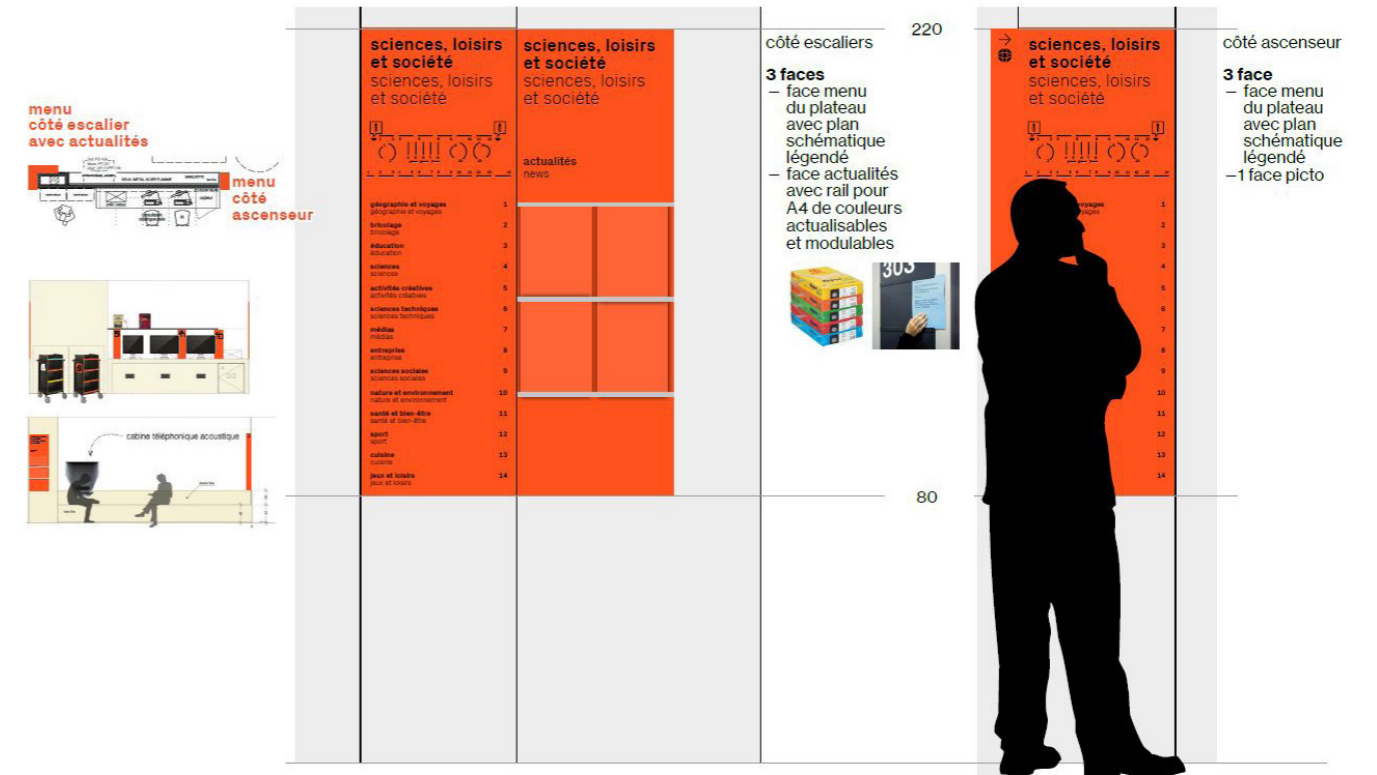 menu
côté escalier
avec actualités
menu
côté
ascenseur
cabine téléphonique acoustique
sciences, loisirs
et société
sciences, loisirs
et société
géographie et voyages 1
géographie et voyages
bricolage 2
bricolage
éducation 3
éducation
sciences 4
sciences
activités créatives 5
activités créatives
sciences techniques 6
sciences techniques
médias 7
médias
entreprise 8
entreprise
sciences sociales 9
sciences sociales
nature et environnement 10
nature et environnement
santé et bien-être 11
santé et bien-être
sport 12
sport
cuisine 13
cuisine
jeux et loisirs 14
jeux et loisirs
sciences, loisirs
et société
sciences, loisirs
et société
actualités
news
côté escaliers
3 faces
– face menu
du plateau
avec plan
schématique
légendé
– face actualités
avec rail pour
A4 de couleurs
actualisables
et modulables
303
220
80
sciences, loisirs
et société
sciences, loisirs
et société
voyages 1
voyages
2
3
4
5
6
7
8
9
10
11
12
13
14
côté ascenseur
3 face
– face menu
du plateau
avec plan
schématique
légendé
–1 face picto